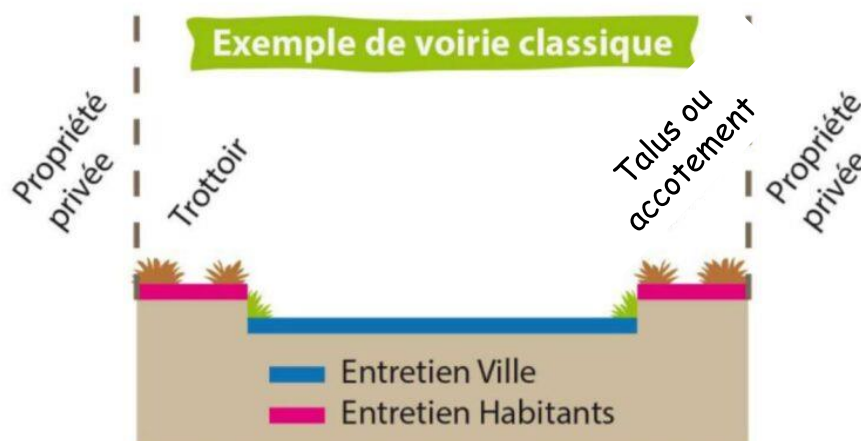 Exemple de voirie classique
Propriété
privée
Trottoir
Talus ou
accotement
Propriété
privée
Entretien Ville
Entretien Habitants